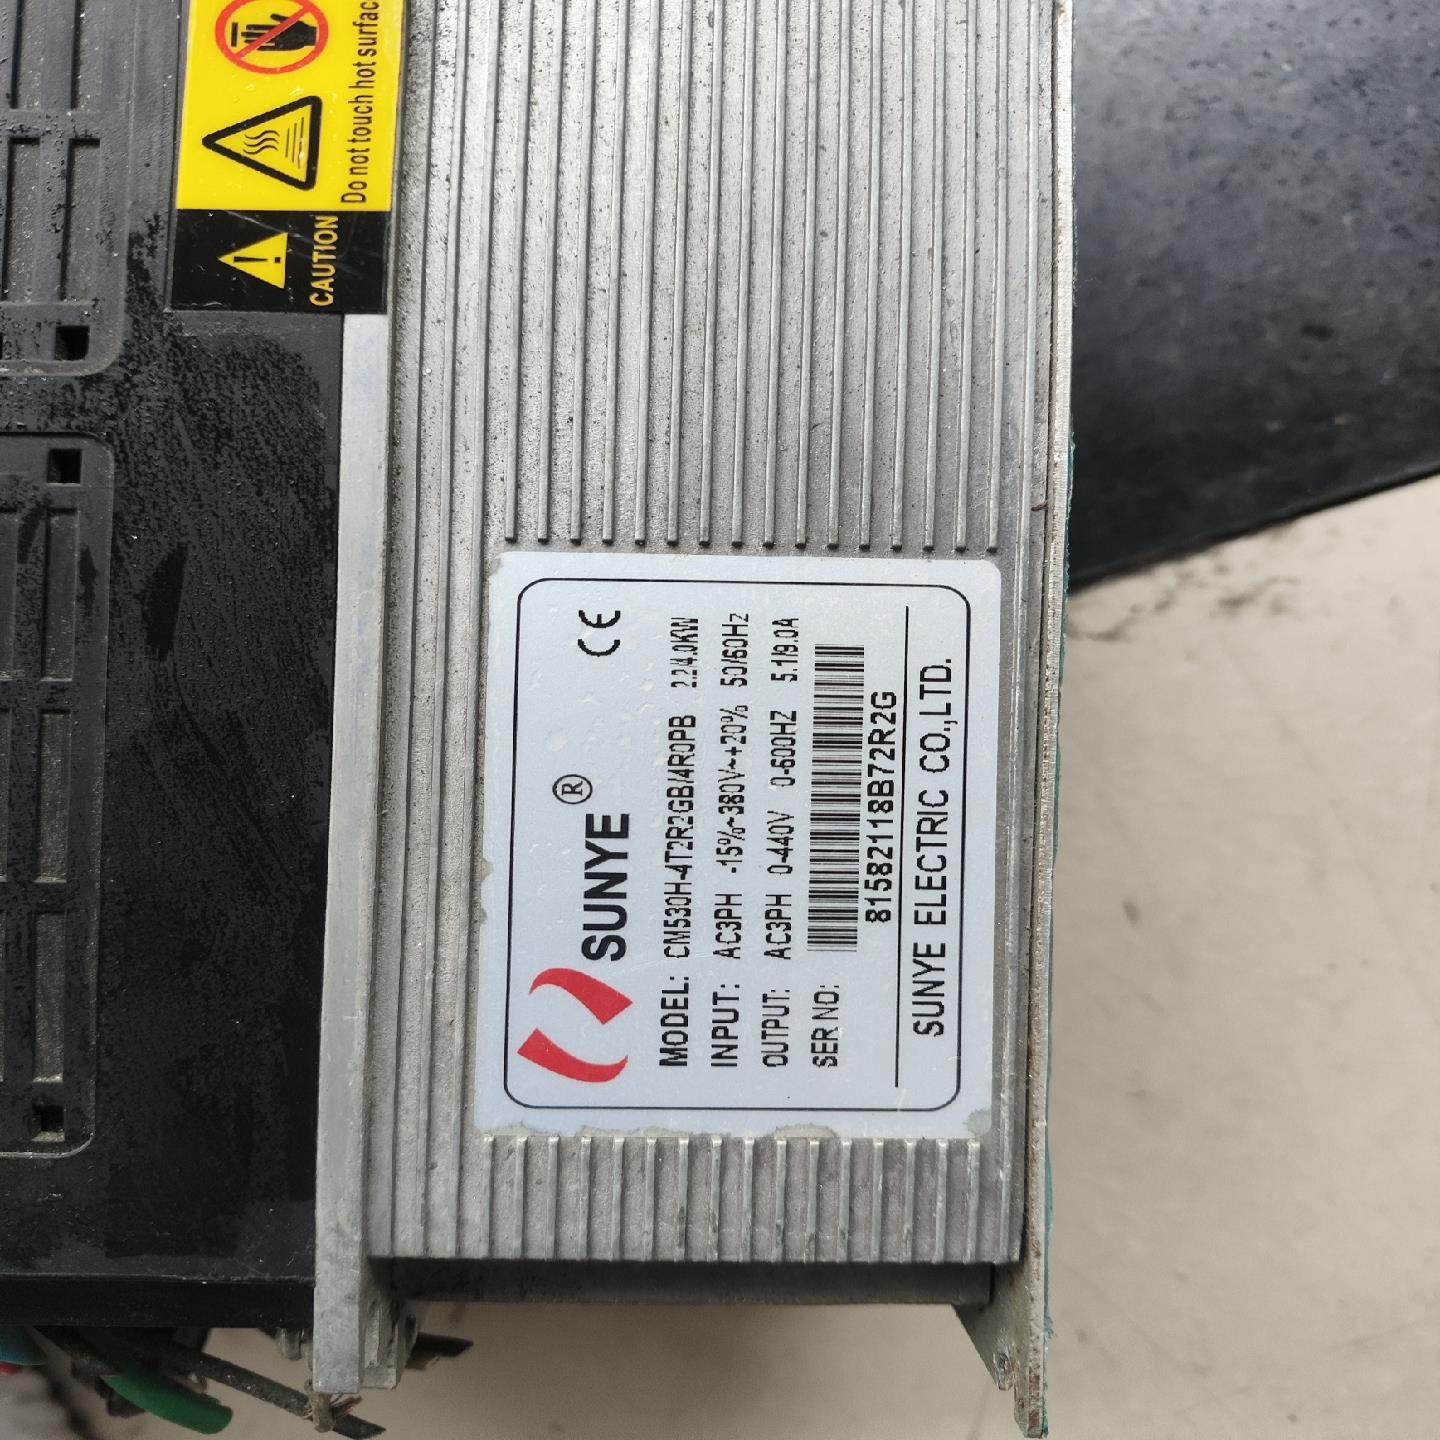 Do not touch hot surfac
CAUTION
SUNYE®
CE
MODEL: CM530H-4T2R2GB/4R0PB 2.2/4.0KW
INPUT: AC3PH -15%~380V~+20% 50/60Hz
OUTPUT: AC3PH 0-440V 0-600HZ 5.1/9.0A
SER NO:
81582118B72R2G
SUNYE ELECTRIC CO.,LTD.